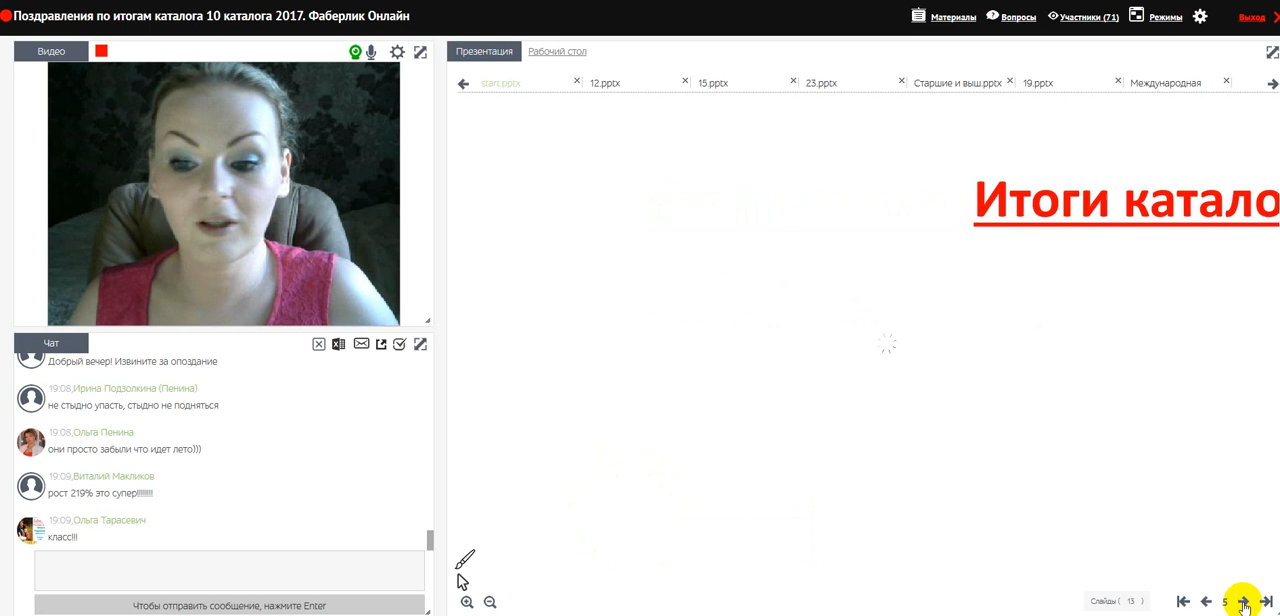 Поздравления по итогам каталога 10 каталога 2017. Фаберлик Онлайн
Материалы
Вопросы
Участники (71)
Режимы
Выход
Видео
Презентация
Рабочий стол
start.pptx
12.pptx
15.pptx
23.pptx
Старшие и выш.pptx
19.pptx
Международная
Итоги катало
Чат
Добрый вечер! Извините за опоздание
19:08,Ирина Подзолкина (Пенина)
не стыдно упасть, стыдно не подняться
19:08,Ольга Пенина
они просто забыли что идет лето)))
19:09,Виталий Макликов
рост 219% это супер!!!!!!!!
19:09,Ольга Тарасевич
класс!!!
Чтобы отправить сообщение, нажмите Enter
Слайды ( 13 )
5